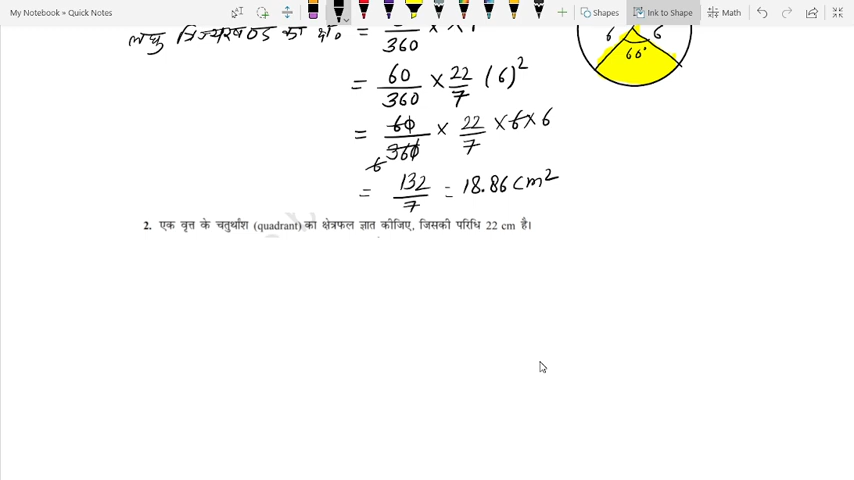 My Notebook » Quick Notes
Shapes
Ink to Shape
Math
लघु त्रिज्यखण्ड का क्षे० = /360 × × r
6 6
60°
= 60/360 × 22/7 (6)²
= 60/360 × 22/7 × 6 × 6
6
= 132/7 = 18.86 cm²
2. एक वृत्त के चतुर्थांश (quadrant) का क्षेत्रफल ज्ञात कीजिए, जिसकी परिधि 22 cm है।